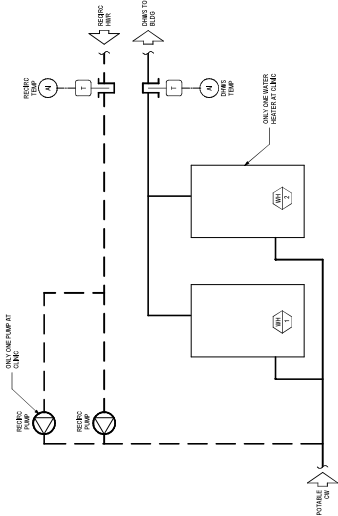 RECIRC
HWR
DHWS TO
BLDG
RECIRC
TEMP
AI
T
T
AI
DHWS
TEMP
ONLY ONE WATER
HEATER AT CLINIC
WH
2
WH
1
ONLY ONE PUMP AT
CLINIC
RECIRC
PUMP
RECIRC
PUMP
POTABLE
CW